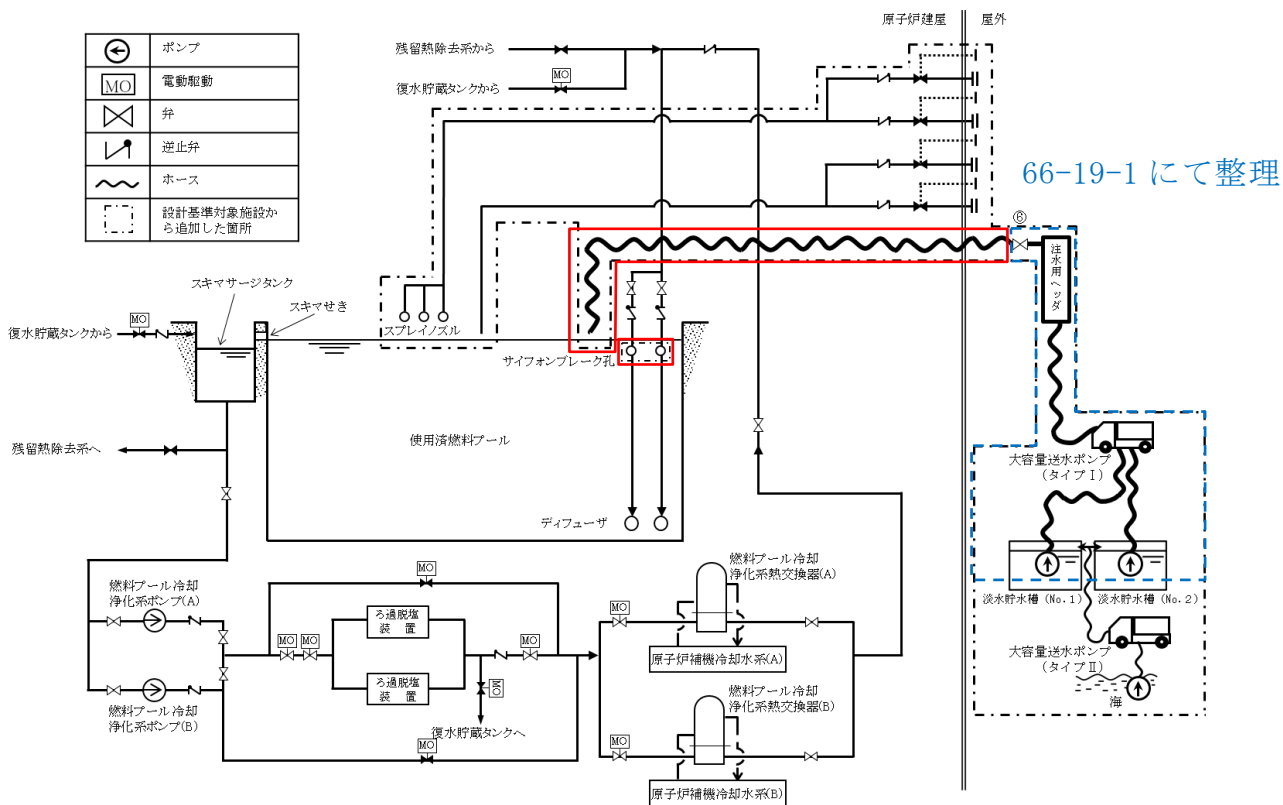 ポンプ
MO
電動駆動
弁
逆止弁
ホース
設計基準対象施設か
ら追加した箇所
残留熱除去系から
復水貯蔵タンクから
MO
原子炉建屋
屋外
66-19-1 にて整理
⑥
注水用ヘッダ
スキマサージタンク
スキマせき
復水貯蔵タンクから
MO
スプレイノズル
サイフォンブレーク孔
使用済燃料プール
残留熱除去系へ
ディフューザ
大容量送水ポンプ
(タイプⅠ)
淡水貯水槽 (No.1)
淡水貯水槽 (No.2)
大容量送水ポンプ
(タイプⅡ)
海
燃料プール冷却
浄化系ポンプ(A)
燃料プール冷却
浄化系ポンプ(B)
MO
MO
MO
ろ過脱塩
装 置
MO
ろ過脱塩
装 置
MO
復水貯蔵タンクへ
MO
燃料プール冷却
浄化系熱交換器(A)
MO
原子炉補機冷却水系(A)
燃料プール冷却
浄化系熱交換器(B)
MO
原子炉補機冷却水系(B)